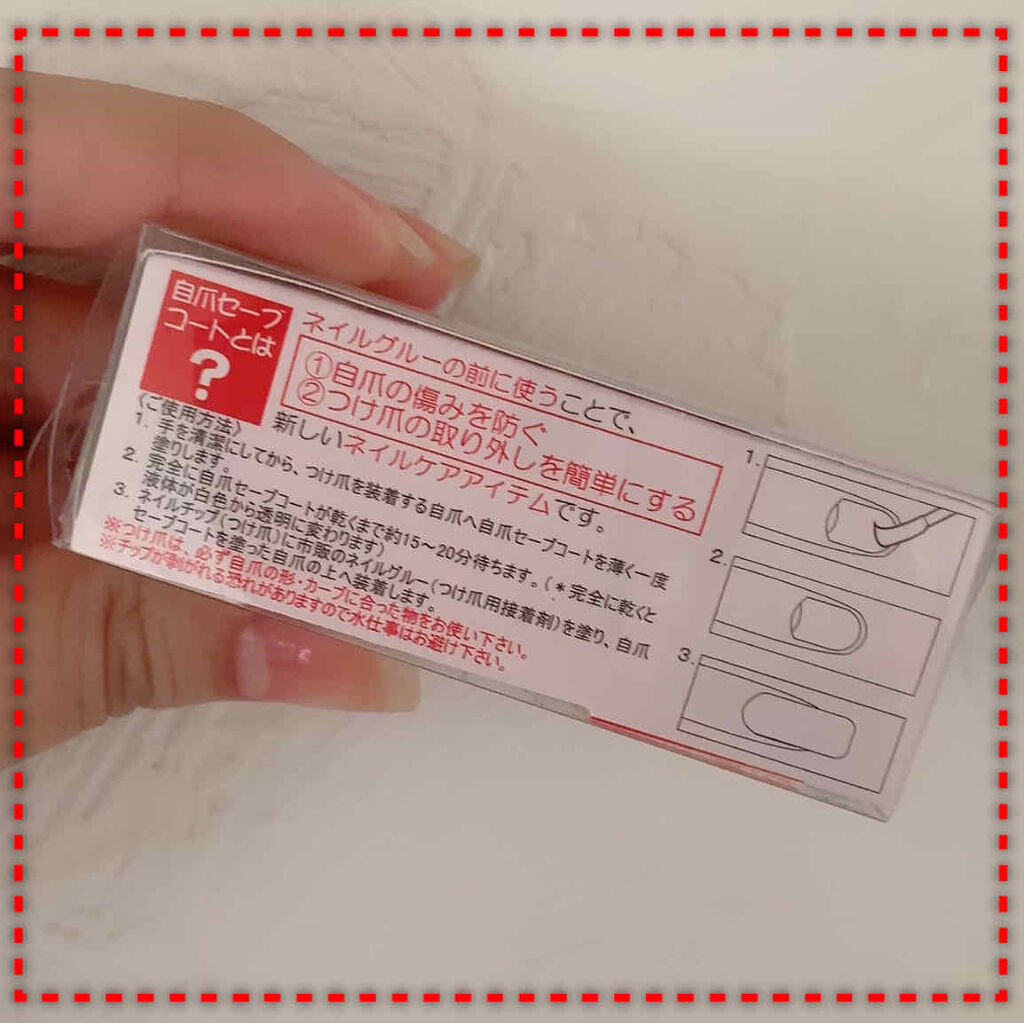 自爪セーブ
コートとは
?
ネイルグルーの前に使うことで、
①自爪の傷みを防ぐ
②つけ爪の取り外しを簡単にする
新しいネイルケアアイテムです。
〈ご使用方法〉
1. 手を清潔にしてから、つけ爪を装着する自爪へ自爪セーブコートを薄く一度
塗りします。
2. 完全に自爪セーブコートが乾くまで約15～20分待ちます。(＊完全に乾くと
液体が白色から透明に変わります)
3. ネイルチップ(つけ爪)に市販のネイルグルー(つけ爪用接着剤)を塗り、自爪
セーブコートを塗った自爪の上へ装着します。
※つけ爪は、必ず自爪の形・カーブに合った物をお使い下さい。
※チップが剥がれる恐れがありますので水仕事はお避け下さい。
1.
2.
3.